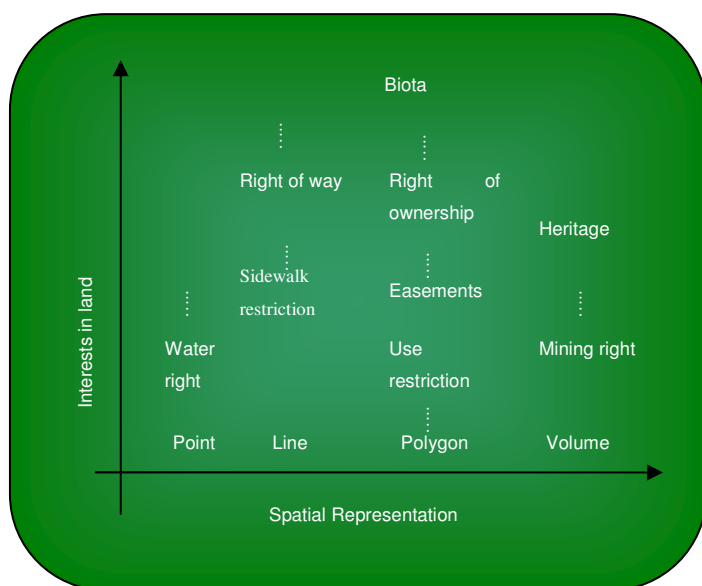 Biota
Right of way
Right of
ownership
Heritage
Sidewalk
restriction
Easements
Water
right
Use
restriction
Mining right
Point
Line
Polygon
Volume
Interests in land
Spatial Representation